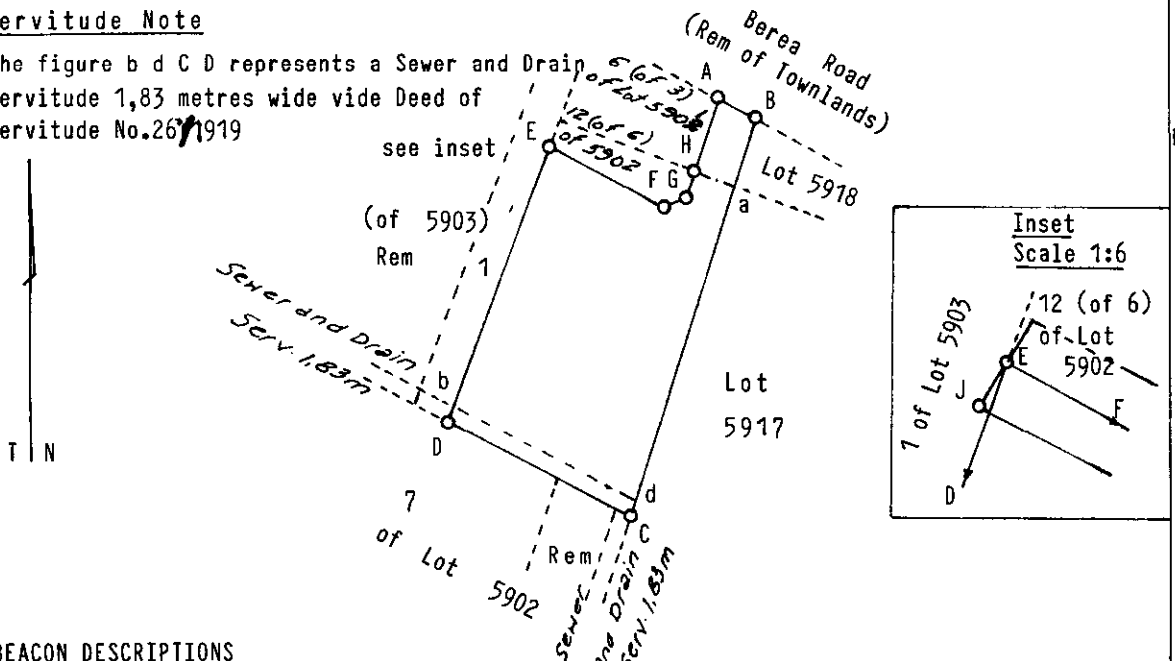 ervitude Note
he figure b d C D represents a Sewer and Drain
ervitude 1,83 metres wide vide Deed of
ervitude No.26/1919
see inset
Berea Road
(Rem of Townlands)
A
B
6 (of 3)
of Lot 5902
12 (of 6)
of 5902
E
H
F G
a
Lot 5918
(of 5903)
Rem
1
Sewer and Drain
Serv. 1,83m
b
D
T N
Lot
5917
7
of Lot 5902
Rem
d
C
Sewer
and Drain
Serv. 1,83m
Inset
Scale 1:6
12 (of 6)
of Lot
5902
1 of Lot 5903
E
J
F
D
BEACON DESCRIPTIONS